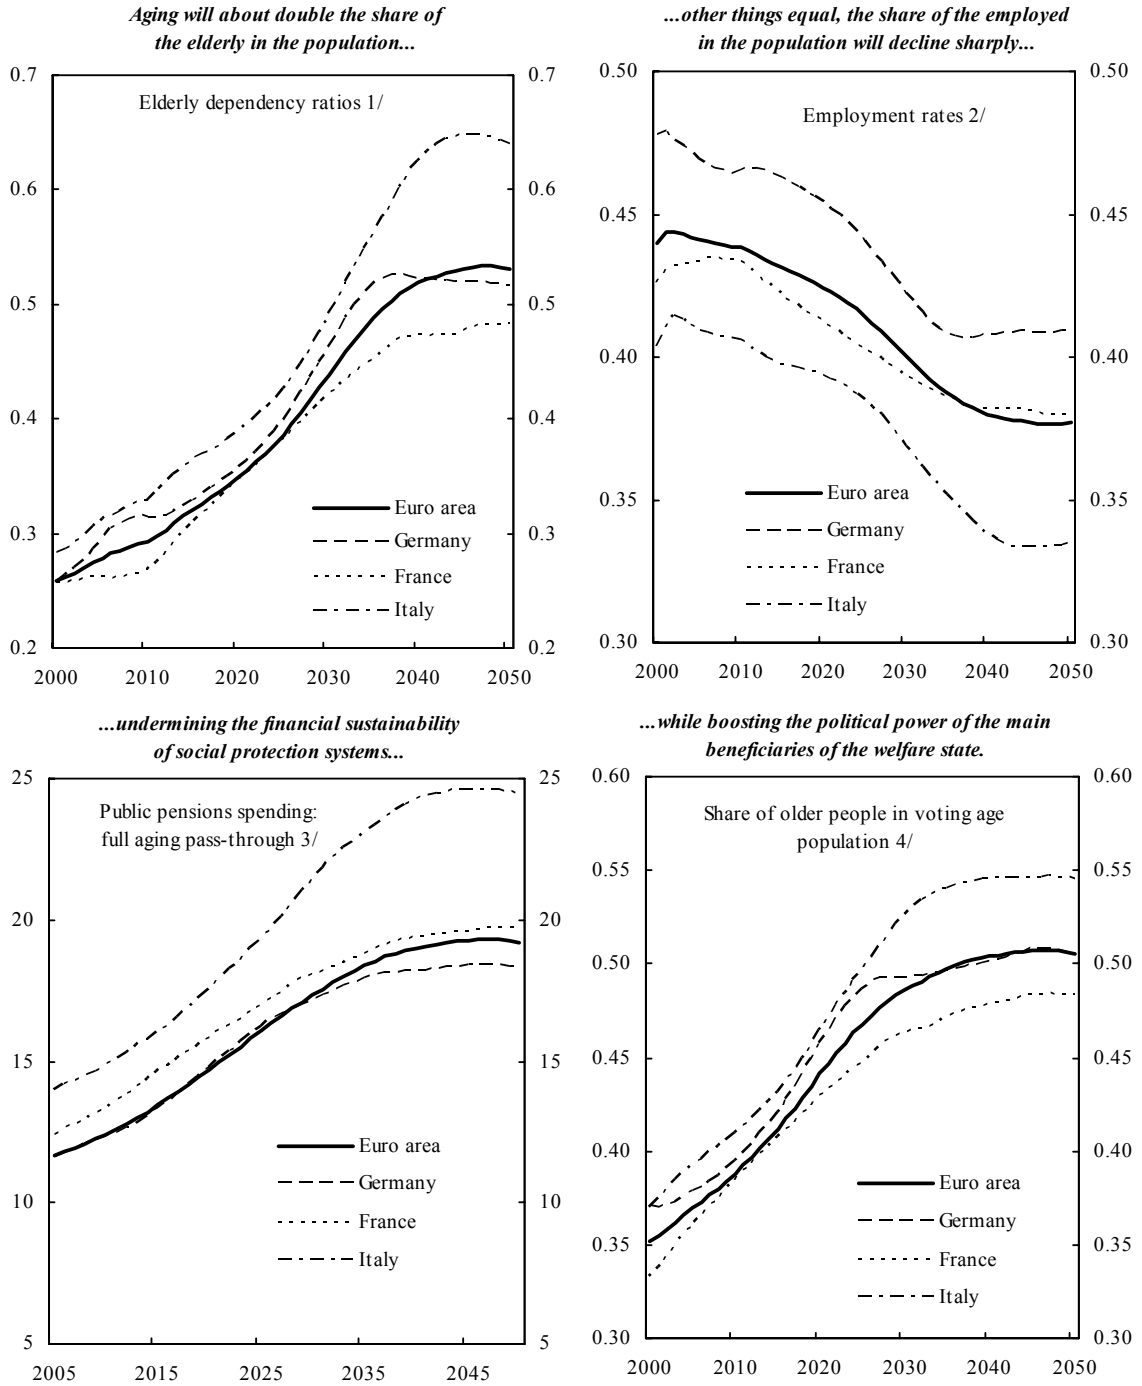 Aging will about double the share of
the elderly in the population...
0.7
0.7
Elderly dependency ratios 1/
0.6
0.6
0.5
0.5
0.4
0.4
0.3
0.3
0.2
0.2
Euro area
Germany
France
Italy
2000 2010 2020 2030 2040 2050
...other things equal, the share of the employed
in the population will decline sharply...
0.50
0.50
Employment rates 2/
0.45
0.45
0.40
0.40
0.35
0.35
0.30
0.30
Euro area
Germany
France
Italy
2000 2010 2020 2030 2040 2050
...undermining the financial sustainability
of social protection systems...
25
25
Public pensions spending:
full aging pass-through 3/
20
20
15
15
10
10
5
5
Euro area
Germany
France
Italy
2005 2015 2025 2035 2045
...while boosting the political power of the main
beneficiaries of the welfare state.
0.60
0.60
Share of older people in voting age
population 4/
0.55
0.55
0.50
0.50
0.45
0.45
0.40
0.40
0.35
0.35
0.30
0.30
Euro area
Germany
France
Italy
2000 2010 2020 2030 2040 2050